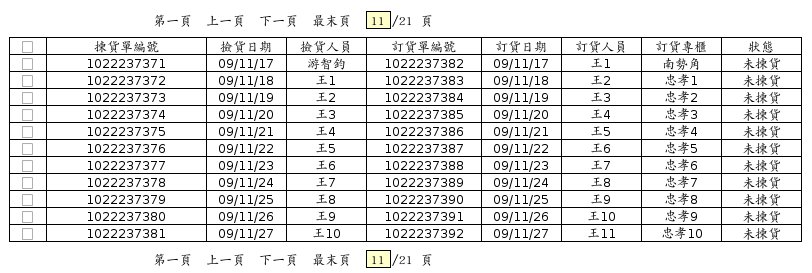 第一頁 上一頁 下一頁 最末頁 11/21 頁
揀貨單編號 撿貨日期 撿貨人員 訂貨單編號 訂貨日期 訂貨人員 訂貨專櫃 狀態
1022237371 09/11/17 游智鈞 1022237382 09/11/17 王1 南勢角 未揀貨
1022237372 09/11/18 王1 1022237383 09/11/18 王2 忠孝1 未揀貨
1022237373 09/11/19 王2 1022237384 09/11/19 王3 忠孝2 未揀貨
1022237374 09/11/20 王3 1022237385 09/11/20 王4 忠孝3 未揀貨
1022237375 09/11/21 王4 1022237386 09/11/21 王5 忠孝4 未揀貨
1022237376 09/11/22 王5 1022237387 09/11/22 王6 忠孝5 未揀貨
1022237377 09/11/23 王6 1022237388 09/11/23 王7 忠孝6 未揀貨
1022237378 09/11/24 王7 1022237389 09/11/24 王8 忠孝7 未揀貨
1022237379 09/11/25 王8 1022237390 09/11/25 王9 忠孝8 未揀貨
1022237380 09/11/26 王9 1022237391 09/11/26 王10 忠孝9 未揀貨
1022237381 09/11/27 王10 1022237392 09/11/27 王11 忠孝10 未揀貨
第一頁 上一頁 下一頁 最末頁 11/21 頁